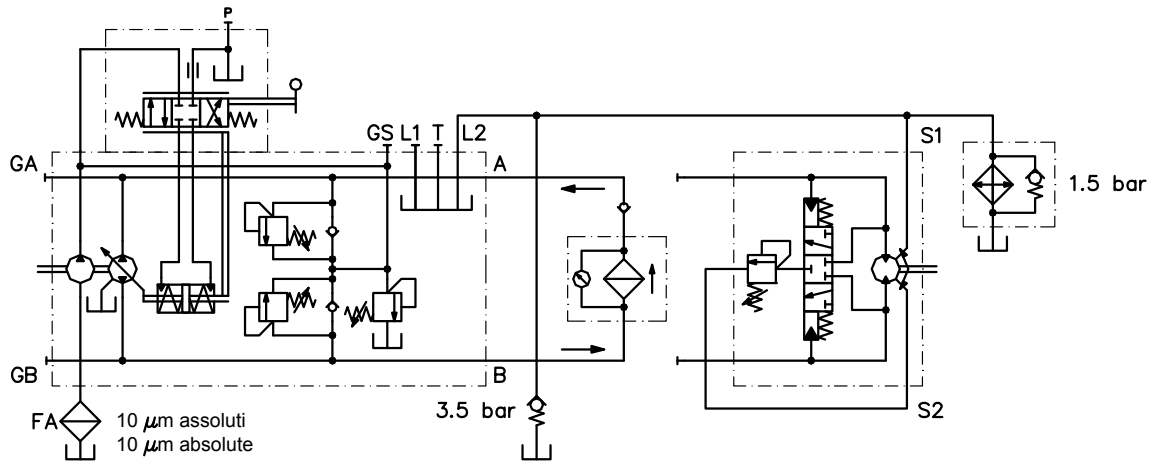 P
GS L1 T L2
GA
A
S1
1.5 bar
GB
B
3.5 bar
S2
FA
10 μm assoluti
10 μm absolute